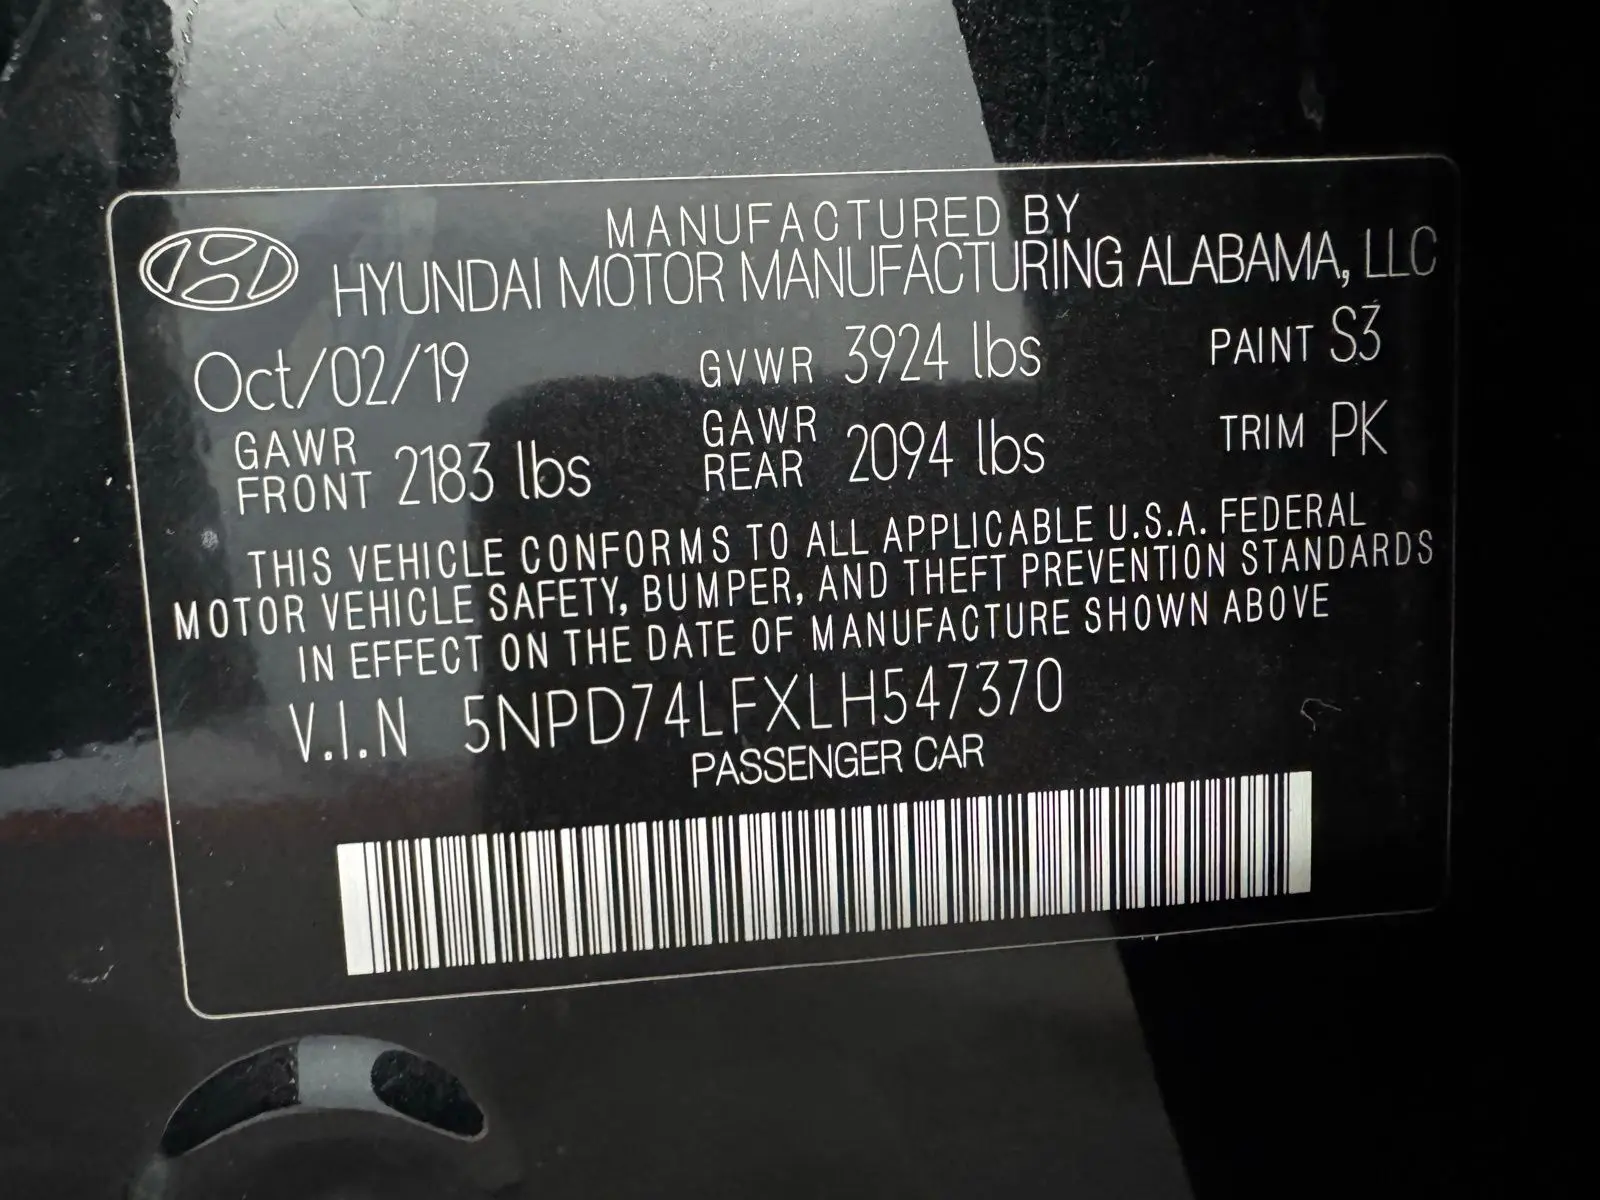 MANUFACTURED BY
HYUNDAI MOTOR MANUFACTURING ALABAMA, LLC
Oct/02/19 GVWR 3924 lbs PAINT S3
GAWR FRONT 2183 lbs GAWR REAR 2094 lbs TRIM PK
THIS VEHICLE CONFORMS TO ALL APPLICABLE U.S.A. FEDERAL
MOTOR VEHICLE SAFETY, BUMPER, AND THEFT PREVENTION STANDARDS
IN EFFECT ON THE DATE OF MANUFACTURE SHOWN ABOVE
V.I.N 5NPD74LFXLH547370
PASSENGER CAR